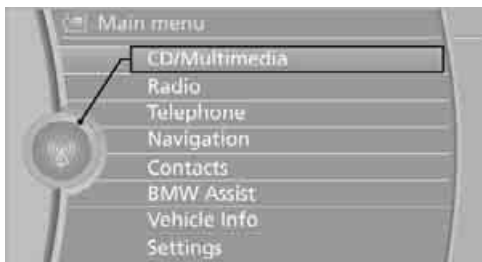 Main menu
CD/Multimedia
Radio
Telephone
Navigation
Contacts
BMW Assist
Vehicle Info
Settings